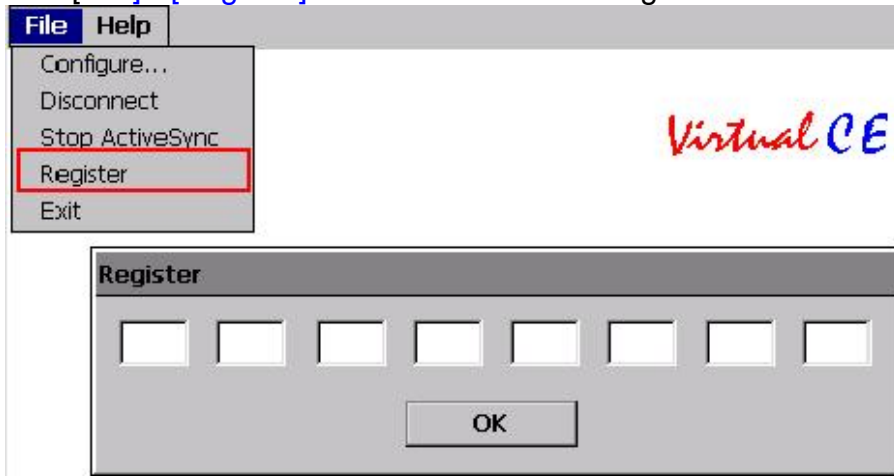 File Help
Configure...
Disconnect
Stop ActiveSync
Register
Exit
Virtual CE
Register
OK